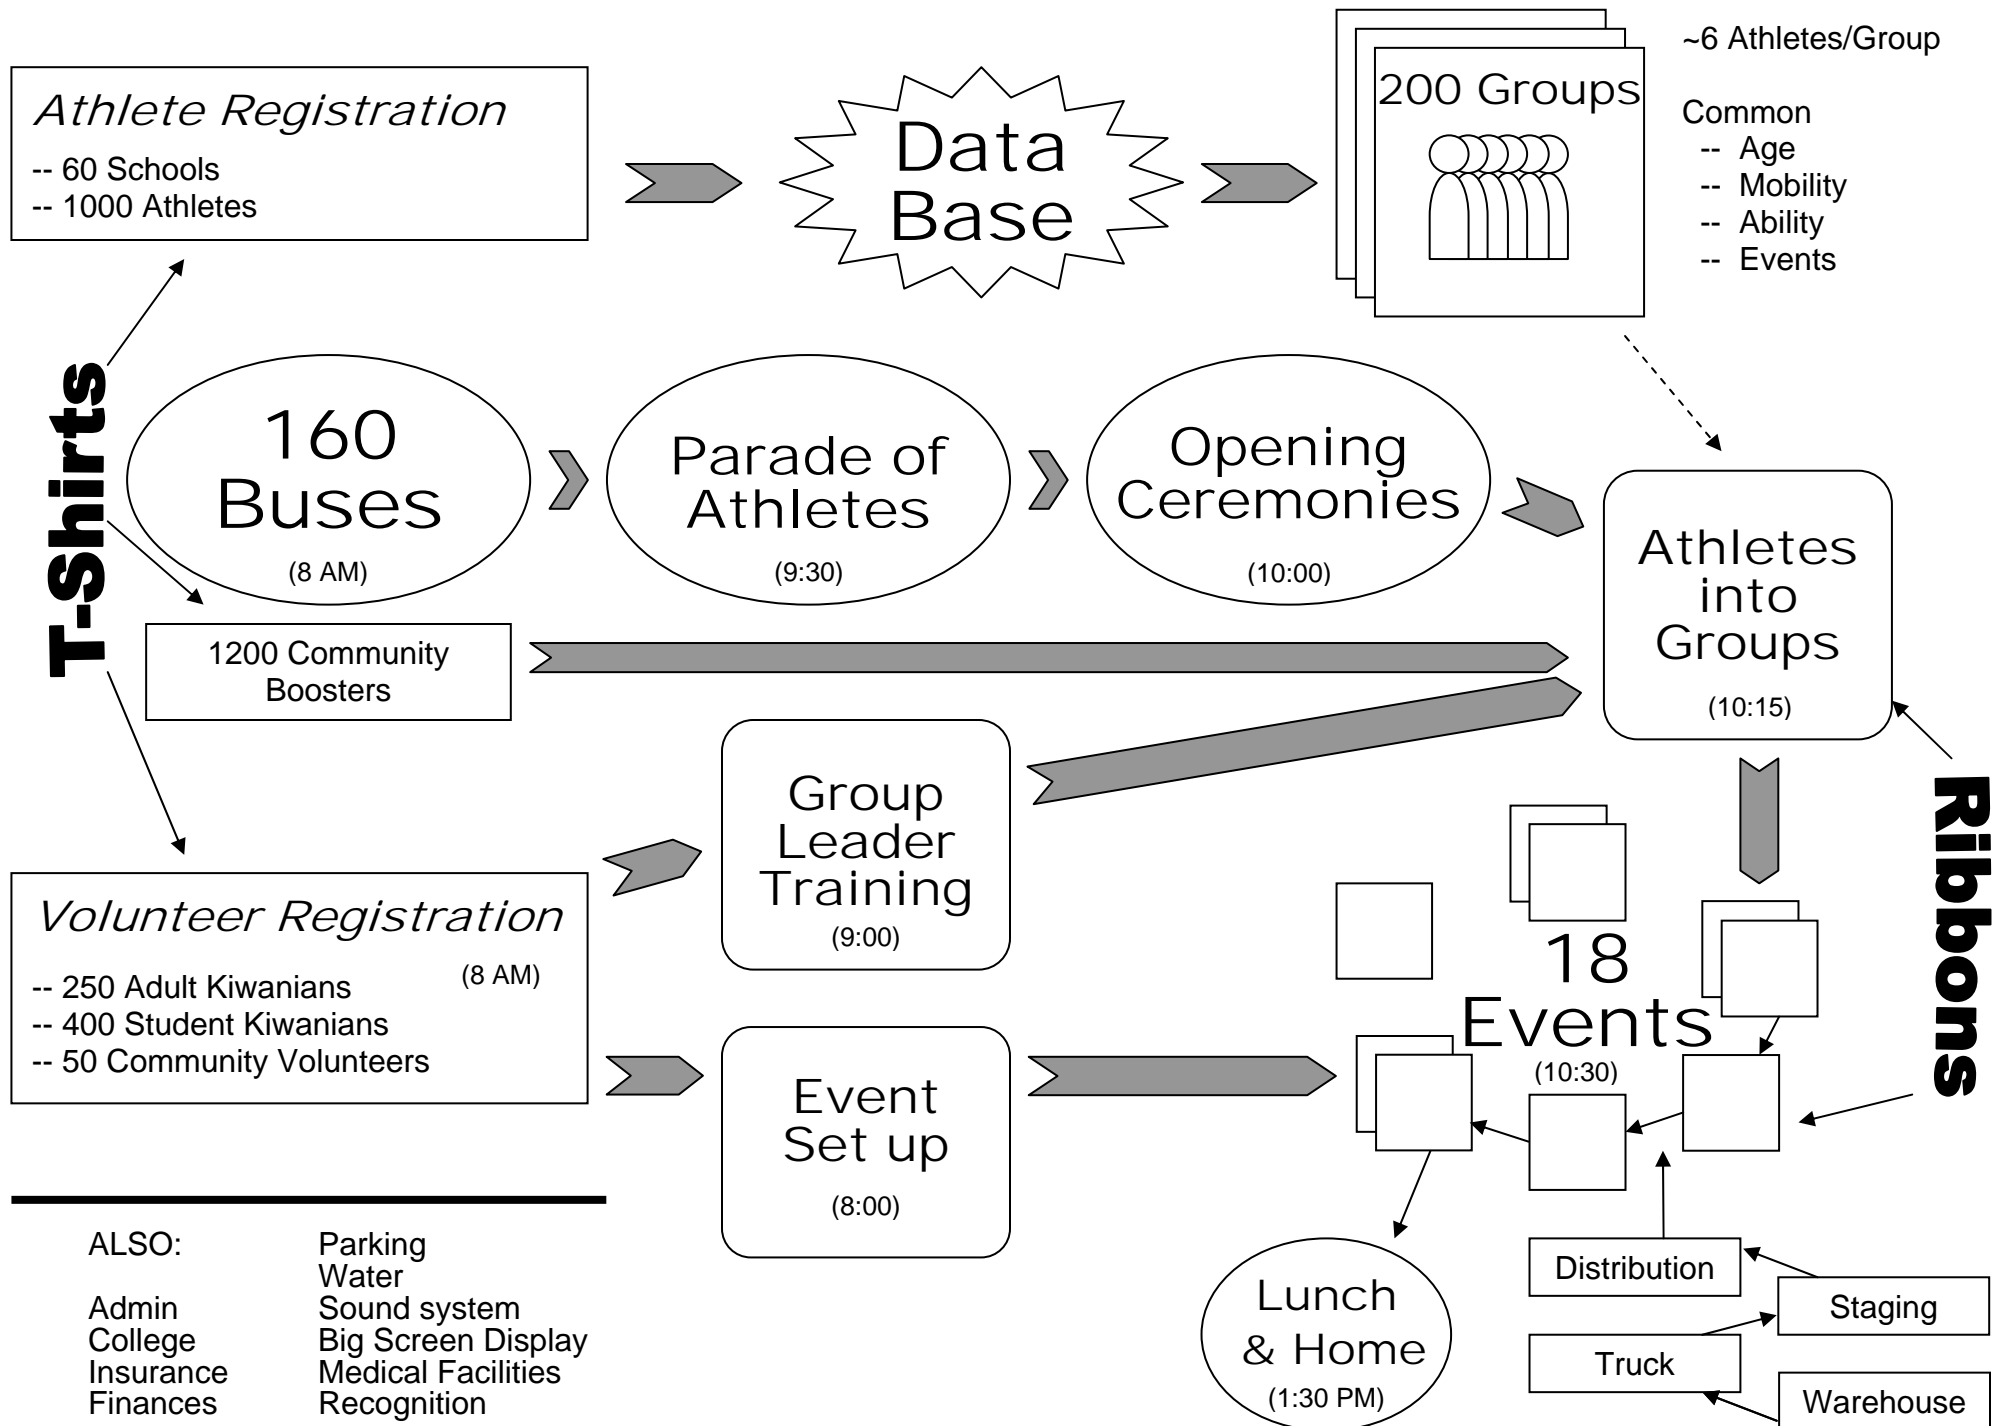 Athlete Registration
-- 60 Schools
-- 1000 Athletes
Data
Base
200 Groups
~6 Athletes/Group
Common
-- Age
-- Mobility
-- Ability
-- Events
T-Shirts
160
Buses
(8 AM)
Parade of
Athletes
(9:30)
Opening
Ceremonies
(10:00)
Athletes
into
Groups
(10:15)
1200 Community
Boosters
Group
Leader
Training
(9:00)
Ribbons
Volunteer Registration
(8 AM)
-- 250 Adult Kiwanians
-- 400 Student Kiwanians
-- 50 Community Volunteers
Event
Set up
(8:00)
18
Events
(10:30)
Lunch
& Home
(1:30 PM)
Distribution
Staging
Truck
Warehouse
ALSO:
Admin
College
Insurance
Finances
Parking
Water
Sound system
Big Screen Display
Medical Facilities
Recognition